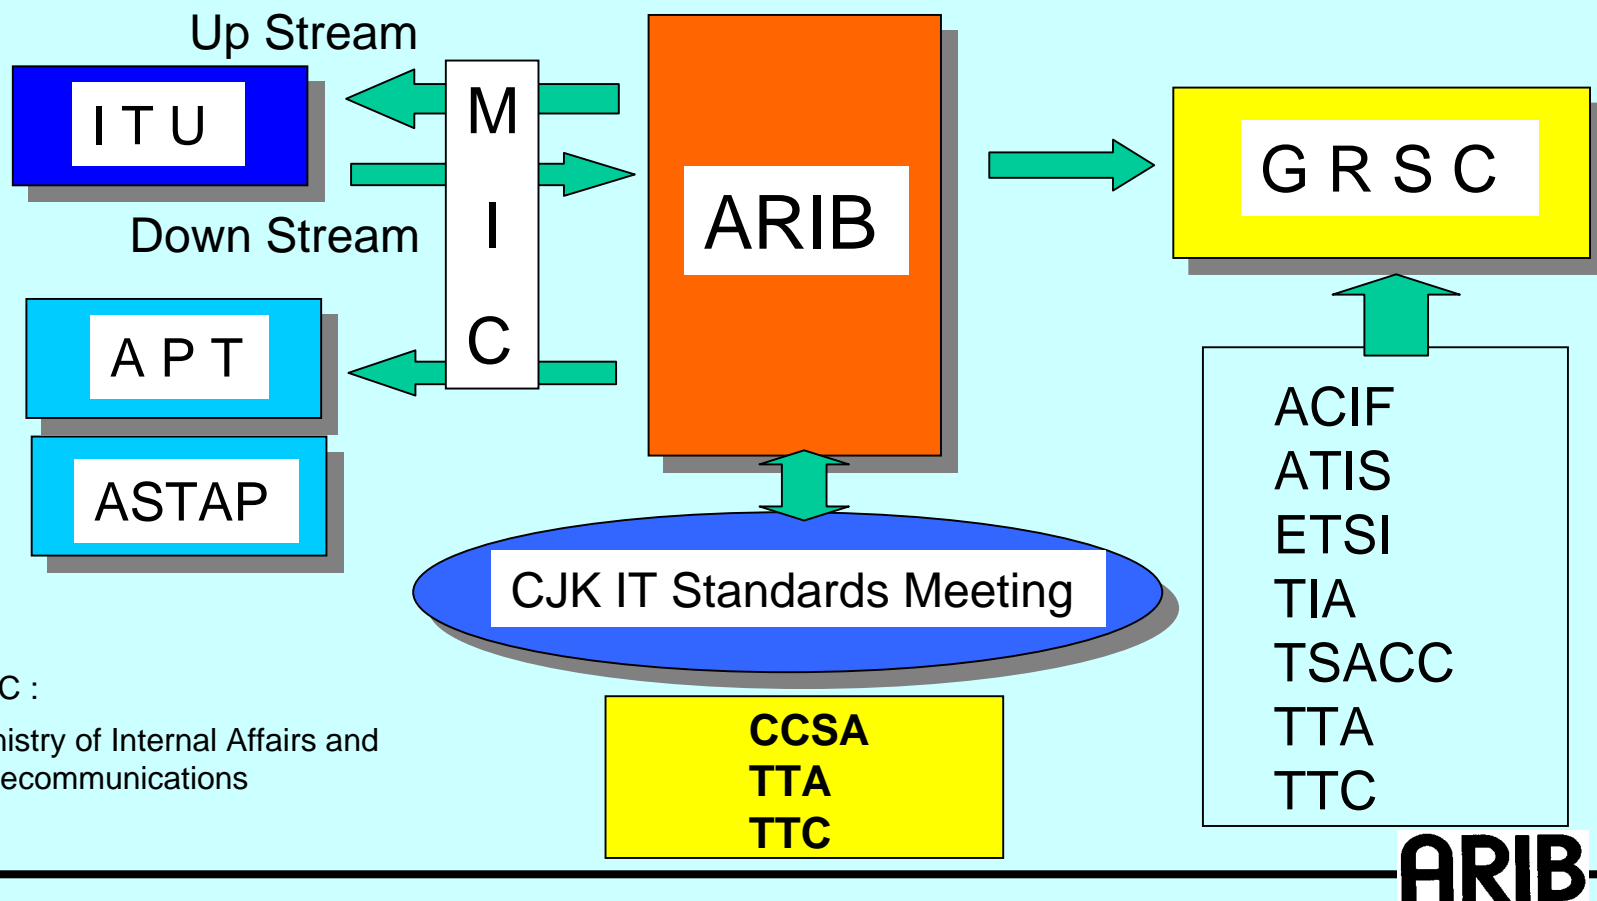 Up Stream
I T U
Down Stream
M
I
C
A P T
ASTAP
ARIB
G R S C
CJK IT Standards Meeting
ACIF
ATIS
ETSI
TIA
TSACC
TTA
TTC
CCSA
TTA
TTC
C :
nistry of Internal Affairs and
ecommunications
ARIB